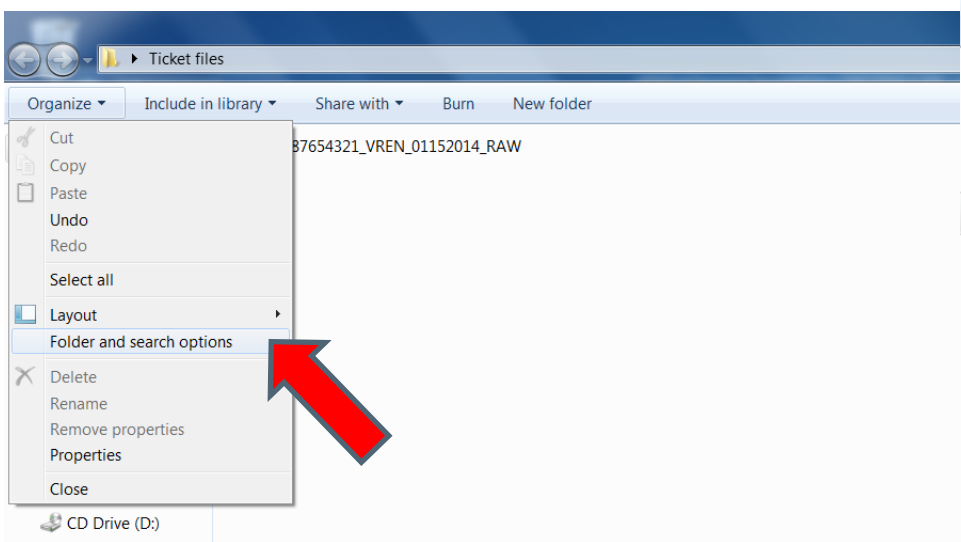 Ticket files
Organize Include in library Share with Burn New folder
Cut
87654321_VREN_01152014_RAW
Copy
Paste
Undo
Redo
Select all
Layout
Folder and search options
Delete
Rename
Remove properties
Properties
Close
CD Drive (D:)